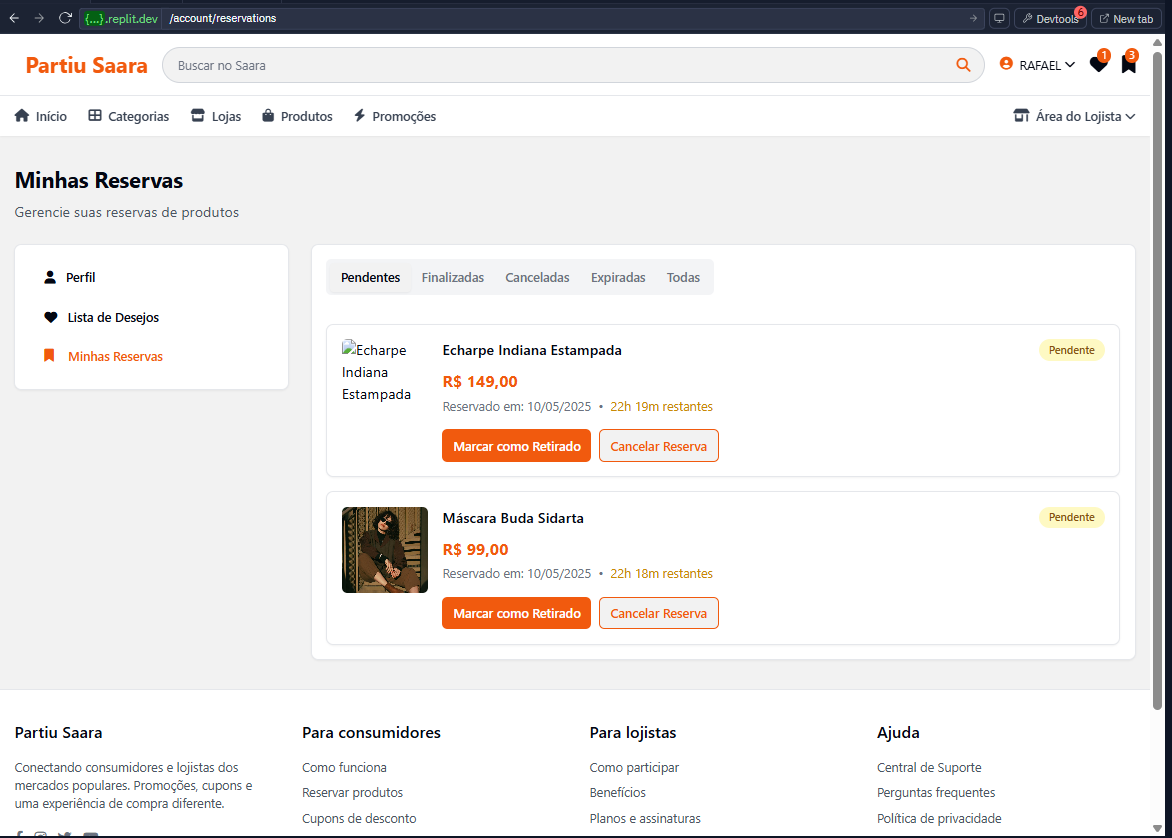 {...}.replit.dev /account/reservations Devtools 6 New tab
Partiu Saara Buscar no Saara RAFAEL 1 3
Início Categorias Lojas Produtos Promoções Área do Lojista
Minhas Reservas
Gerencie suas reservas de produtos
Perfil
Lista de Desejos
Minhas Reservas
Pendentes Finalizadas Canceladas Expiradas Todas
Echarpe
Indiana
Estampada
Echarpe Indiana Estampada
Pendente
R$ 149,00
Reservado em: 10/05/2025 • 22h 19m restantes
Marcar como Retirado Cancelar Reserva
Máscara Buda Sidarta
Pendente
R$ 99,00
Reservado em: 10/05/2025 • 22h 18m restantes
Marcar como Retirado Cancelar Reserva
Partiu Saara
Conectando consumidores e lojistas dos
mercados populares. Promoções, cupons e
uma experiência de compra diferente.
Para consumidores
Como funciona
Reservar produtos
Cupons de desconto
Para lojistas
Como participar
Benefícios
Planos e assinaturas
Ajuda
Central de Suporte
Perguntas frequentes
Política de privacidade